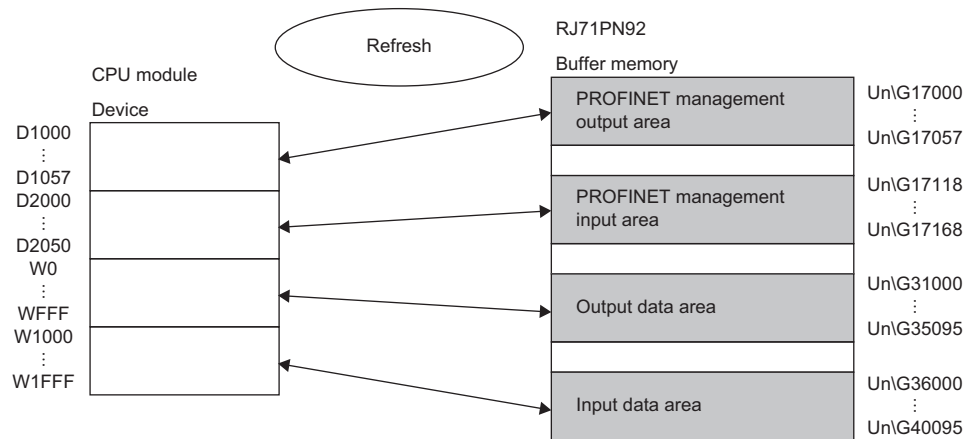 Refresh
RJ71PN92
CPU module
Buffer memory
Device
D1000
⋮
D1057
D2000
⋮
D2050
W0
⋮
WFFF
W1000
⋮
W1FFF
PROFINET management
output area
PROFINET management
input area
Output data area
Input data area
Un\G17000
⋮
Un\G17057
Un\G17118
⋮
Un\G17168
Un\G31000
⋮
Un\G35095
Un\G36000
⋮
Un\G40095